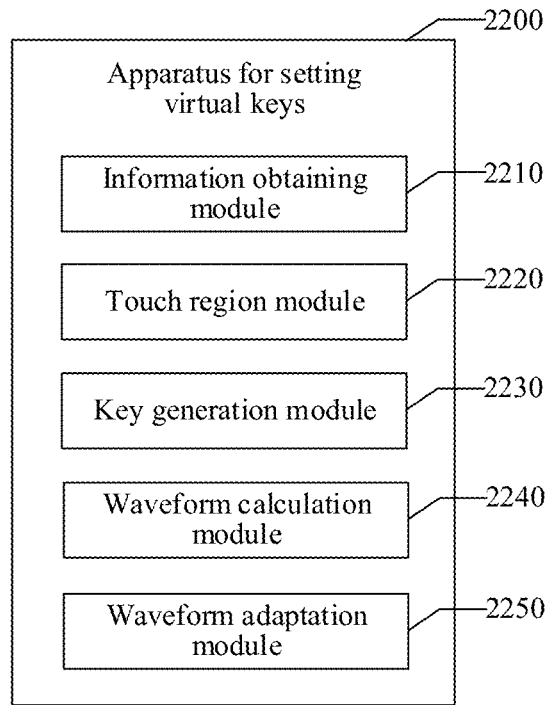 2200
Apparatus for setting
virtual keys
Information obtaining
module
2210
Touch region module
2220
Key generation module
2230
Waveform calculation
module
2240
Waveform adaptation
module
2250